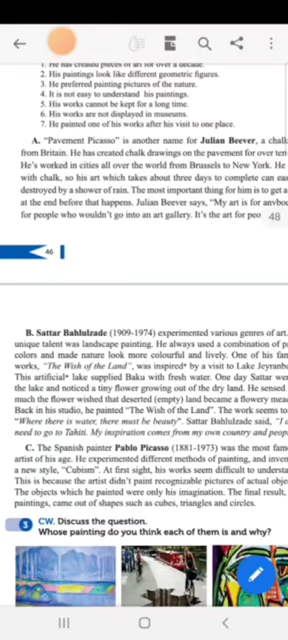 1. He has created pieces of art for over a decade.
2. His paintings look like different geometric figures.
3. He preferred painting pictures of the nature.
4. It is not easy to understand his paintings.
5. His works cannot be kept for a long time.
6. His works are not displayed in museums.
7. He painted one of his works after his visit to one place.
A. "Pavement Picasso" is another name for Julian Beever, a chalk
from Britain. He has created chalk drawings on the pavement for over ten
He's worked in cities all over the world from Brussels to New York. He
with chalk, so his art which takes about three days to complete can eas
destroyed by a shower of rain. The most important thing for him is to get a
at the end before that happens. Julian Beever says, "My art is for anybo
for people who wouldn't go into an art gallery. It's the art for peo
48
46
B. Sattar Bahlulzade (1909-1974) experimented various genres of art.
unique talent was landscape painting. He always used a combination of p
colors and made nature look more colourful and lively. One of his fam
works, "The Wish of the Land", was inspired• by a visit to Lake Jeyranba
This artificial• lake supplied Baku with fresh water. One day Sattar wen
the lake and noticed a tiny flower growing out of the dry land. He sensed
much the flower wished that deserted (empty) land became a flowery mead
Back in his studio, he painted "The Wish of the Land". The work seems to
"Where there is water, there must be beauty". Sattar Bahlulzade said, "I d
need to go to Tahiti. My inspiration comes from my own country and peop
C. The Spanish painter Pablo Picasso (1881-1973) was the most famo
artist of his age. He experimented different methods of painting, and inven
a new style, "Cubism". At first sight, his works seem difficult to understa
This is because the artist didn't paint recognizable pictures of actual obje
The objects which he painted were only his imagination. The final result,
paintings, came out of shapes such as cubes, triangles and circles.
3 CW. Discuss the question.
Whose painting do you think each of them is and why?